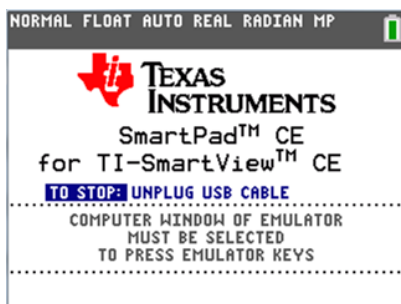 NORMAL FLOAT AUTO REAL RADIAN MP
TEXAS
INSTRUMENTS
SmartPad™ CE
for TI-SmartView™ CE
TO STOP: UNPLUG USB CABLE
COMPUTER WINDOW OF EMULATOR
MUST BE SELECTED
TO PRESS EMULATOR KEYS